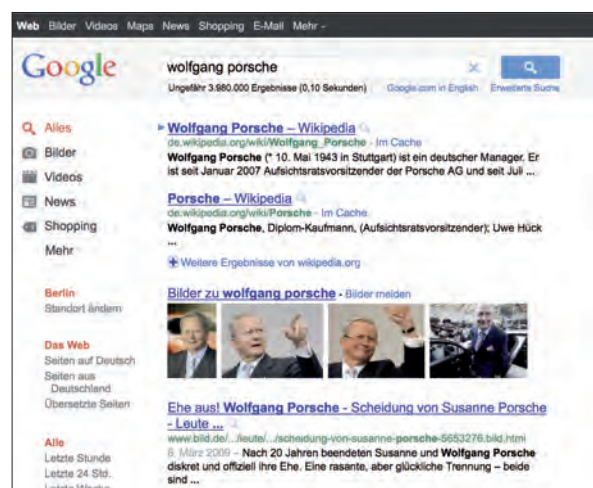 Web Bilder Videos Maps News Shopping E-Mail Mehr
Google
wolfgang porsche
Ungefähr 3.980.000 Ergebnisse (0,10 Sekunden) Google.com in English Erweiterte Suche
Alles
Bilder
Videos
News
Shopping
Mehr
Berlin
Standort ändern
Das Web
Seiten auf Deutsch
Seiten aus
Deutschland
Übersetzte Seiten
Alle
Letzte Stunde
Letzte 24 Std.
Letzte Woche
Wolfgang Porsche – Wikipedia
de.wikipedia.org/wiki/Wolfgang_Porsche - Im Cache
Wolfgang Porsche (* 10. Mai 1943 in Stuttgart) ist ein deutscher Manager. Er
ist seit Januar 2007 Aufsichtsratsvorsitzender der Porsche AG und seit Juli ...
Porsche – Wikipedia
de.wikipedia.org/wiki/Porsche - Im Cache
Wolfgang Porsche, Diplom-Kaufmann, (Aufsichtsratsvorsitzender); Uwe Hück
...
Weitere Ergebnisse von wikipedia.org
Bilder zu wolfgang porsche - Bilder melden
Ehe aus! Wolfgang Porsche - Scheidung von Susanne Porsche
- Leute ...
www.bild.de/.../leute/.../scheidung-von-susanne-porsche-5653276.bild.html
8. März 2009 – Nach 20 Jahren beendeten Susanne und Wolfgang Porsche
diskret und offiziell ihre Ehe. Eine rasante, aber glückliche Trennung – beide
sind ...